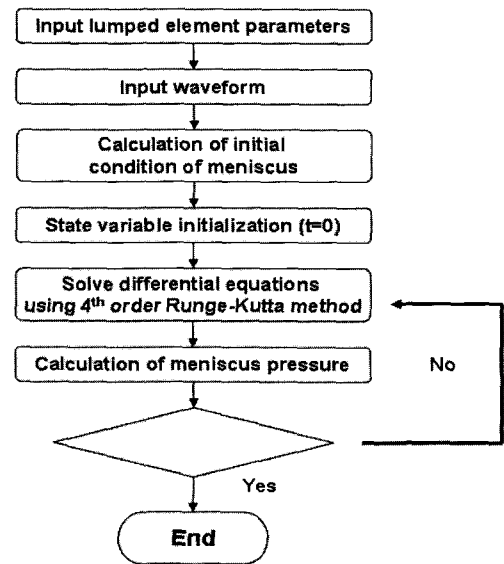 Input lumped element parameters
Input waveform
Calculation of initial
condition of meniscus
State variable initialization (t=0)
Solve differential equations
using 4th order Runge-Kutta method
Calculation of meniscus pressure
No
Yes
End